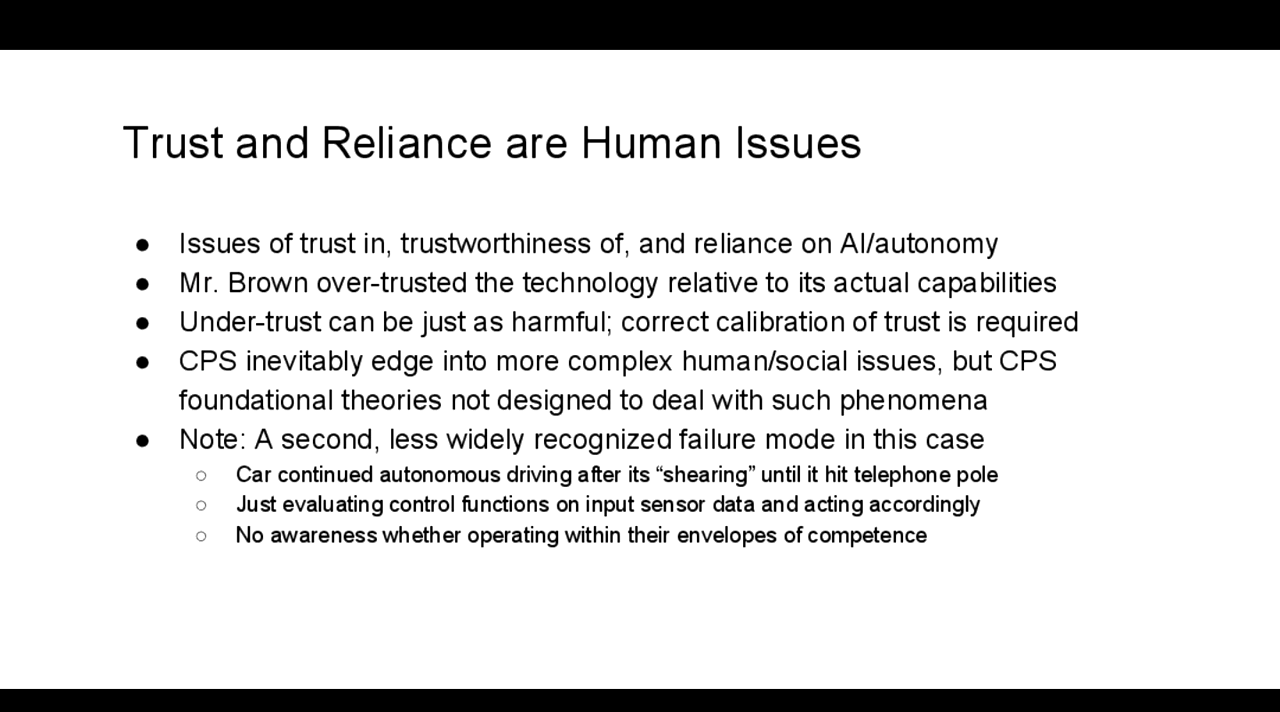 Trust and Reliance are Human Issues
● Issues of trust in, trustworthiness of, and reliance on AI/autonomy
● Mr. Brown over-trusted the technology relative to its actual capabilities
● Under-trust can be just as harmful; correct calibration of trust is required
● CPS inevitably edge into more complex human/social issues, but CPS
foundational theories not designed to deal with such phenomena
● Note: A second, less widely recognized failure mode in this case
○ Car continued autonomous driving after its “shearing” until it hit telephone pole
○ Just evaluating control functions on input sensor data and acting accordingly
○ No awareness whether operating within their envelopes of competence